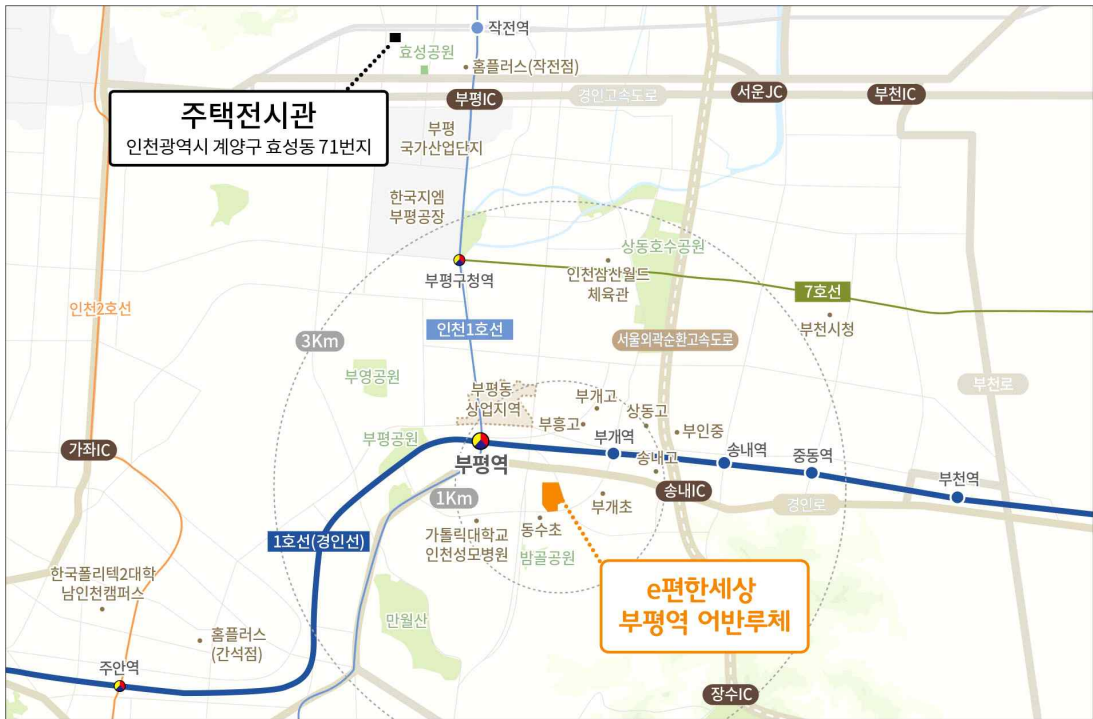 작전역
효성공원
홈플러스(작전점)
주택전시관
인천광역시 계양구 효성동 71번지
부평IC
경인고속도로
서운JC
부천IC
부평
국가산업단지
한국지엠
부평공장
상동호수공원
부평구청역
인천삼산월드
체육관
7호선
인천2호선
인천1호선
서울외곽순환고속도로
부천시청
3Km
부영공원
부평동
상업지역
부개고
상동고
부천로
부흥고
부인중
부평공원
부개역
송내역
가좌IC
부평역
송내고
중동역
부천역
1Km
송내IC
경인로
부개초
동수초
1호선(경인선)
가톨릭대학교
인천성모병원
밤골공원
한국폴리텍2대학
남인천캠퍼스
e편한세상
부평역 어반루체
만월산
홈플러스
(간석점)
주안역
장수IC